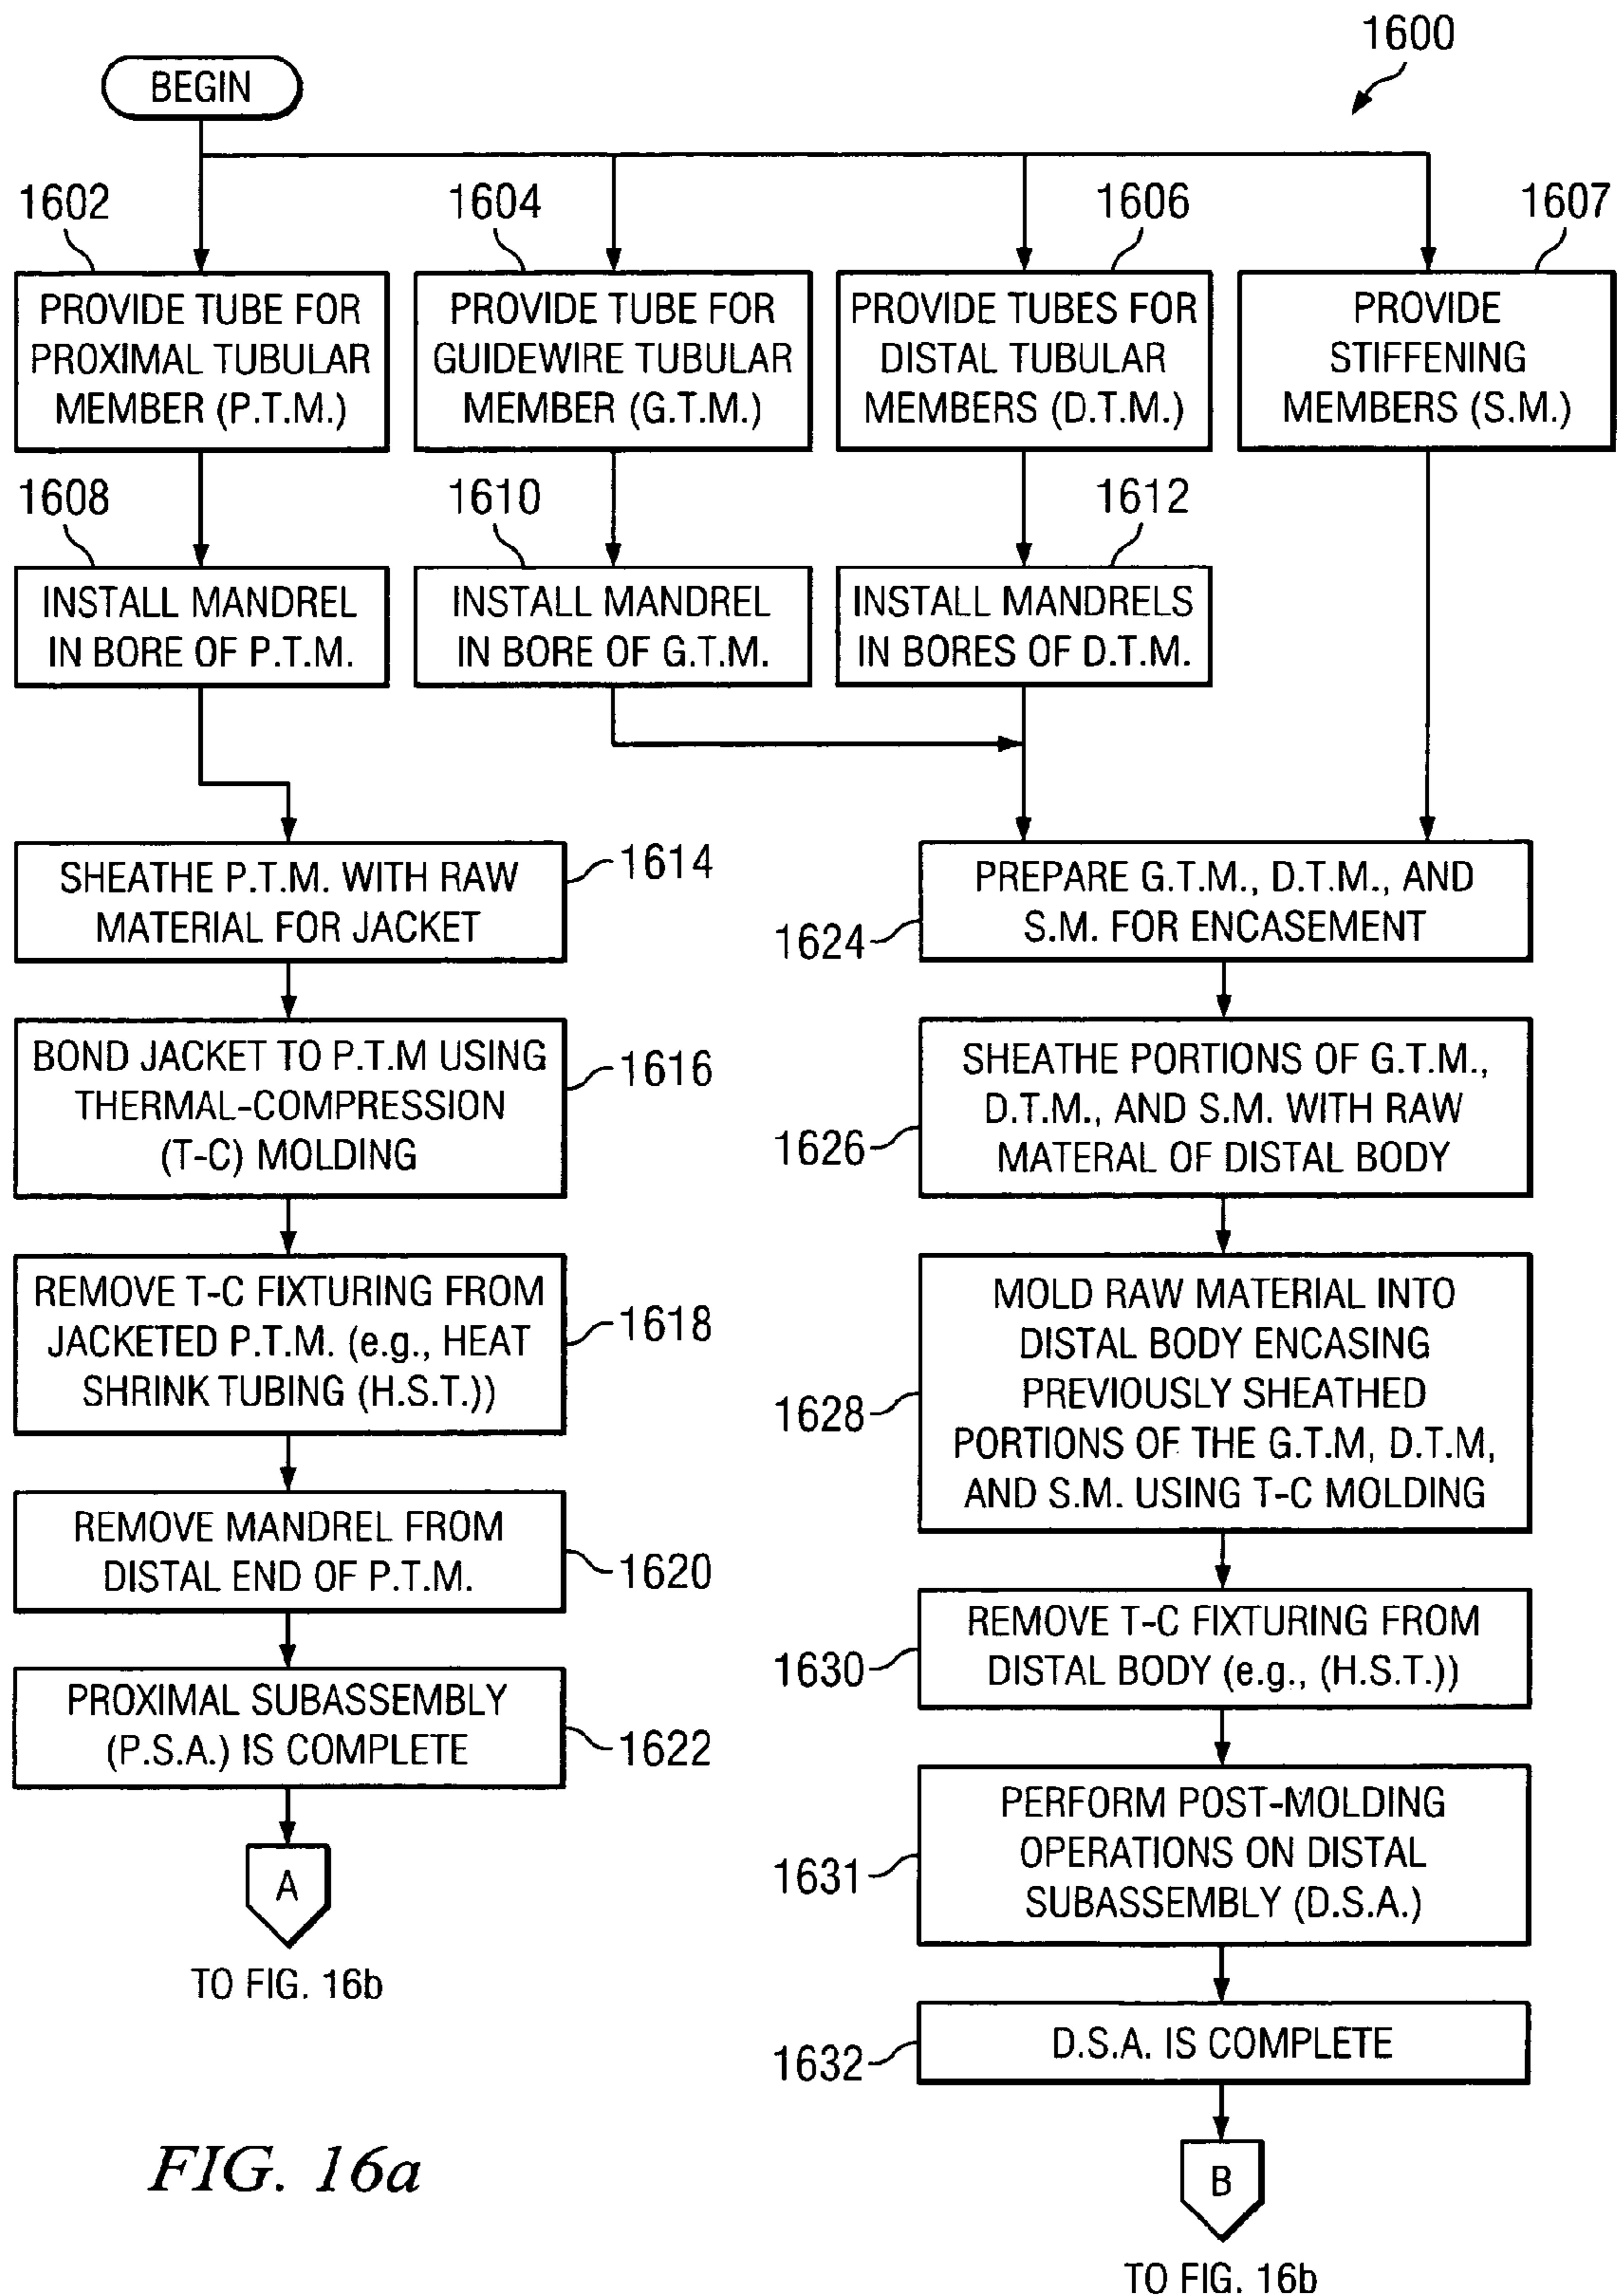 1600
BEGIN
1602
1604
1606
1607
PROVIDE TUBE FOR
PROXIMAL TUBULAR
MEMBER (P.T.M.)
PROVIDE TUBE FOR
GUIDEWIRE TUBULAR
MEMBER (G.T.M.)
PROVIDE TUBES FOR
DISTAL TUBULAR
MEMBERS (D.T.M.)
PROVIDE
STIFFENING
MEMBERS (S.M.)
1608
1610
1612
INSTALL MANDREL
IN BORE OF P.T.M.
INSTALL MANDREL
IN BORE OF G.T.M.
INSTALL MANDRELS
IN BORES OF D.T.M.
SHEATHE P.T.M. WITH RAW
MATERIAL FOR JACKET
1614
BOND JACKET TO P.T.M USING
THERMAL-COMPRESSION
(T-C) MOLDING
1616
REMOVE T-C FIXTURING FROM
JACKETED P.T.M. (e.g., HEAT
SHRINK TUBING (H.S.T.))
1618
REMOVE MANDREL FROM
DISTAL END OF P.T.M.
1620
PROXIMAL SUBASSEMBLY
(P.S.A.) IS COMPLETE
1622
A
TO FIG. 16b
PREPARE G.T.M., D.T.M., AND
S.M. FOR ENCASEMENT
1624
SHEATHE PORTIONS OF G.T.M.,
D.T.M., AND S.M. WITH RAW
MATERAL OF DISTAL BODY
1626
MOLD RAW MATERIAL INTO
DISTAL BODY ENCASING
PREVIOUSLY SHEATHED
PORTIONS OF THE G.T.M, D.T.M,
AND S.M. USING T-C MOLDING
1628
REMOVE T-C FIXTURING FROM
DISTAL BODY (e.g., (H.S.T.))
1630
PERFORM POST-MOLDING
OPERATIONS ON DISTAL
SUBASSEMBLY (D.S.A.)
1631
D.S.A. IS COMPLETE
1632
B
TO FIG. 16b
FIG. 16a